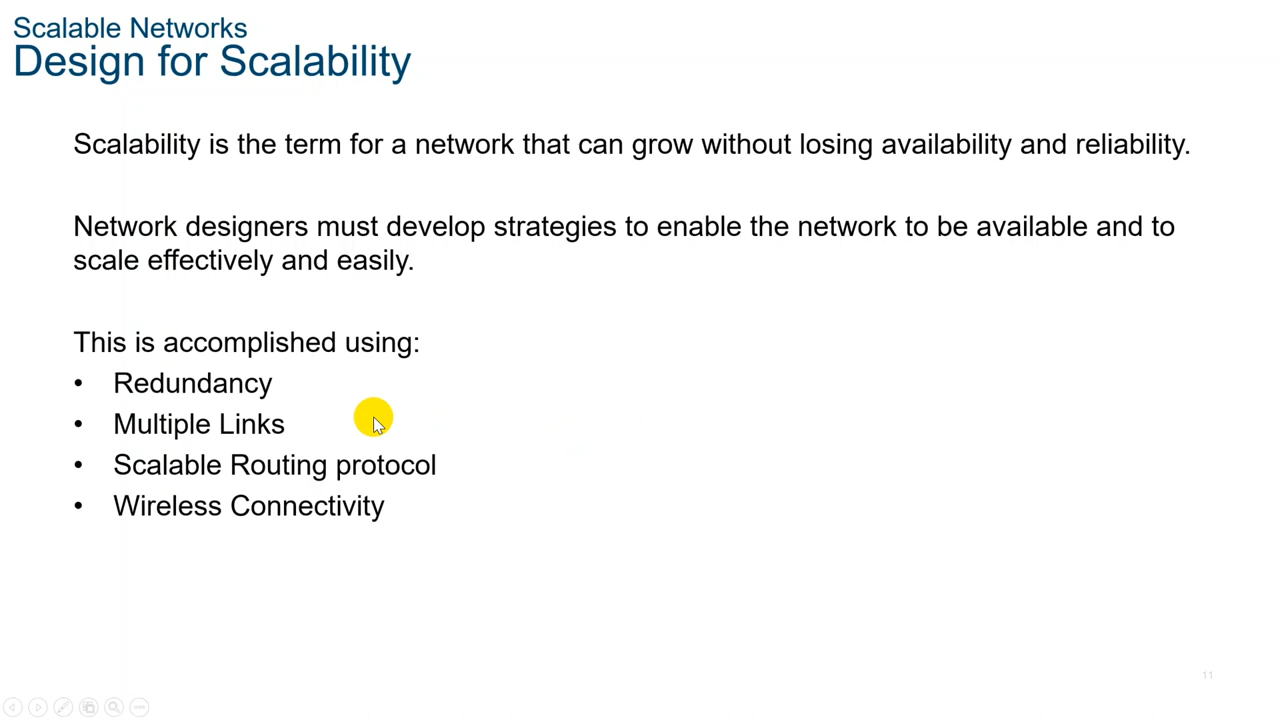 Scalable Networks
Design for Scalability
Scalability is the term for a network that can grow without losing availability and reliability.
Network designers must develop strategies to enable the network to be available and to
scale effectively and easily.
This is accomplished using:
• Redundancy
• Multiple Links
• Scalable Routing protocol
• Wireless Connectivity
11